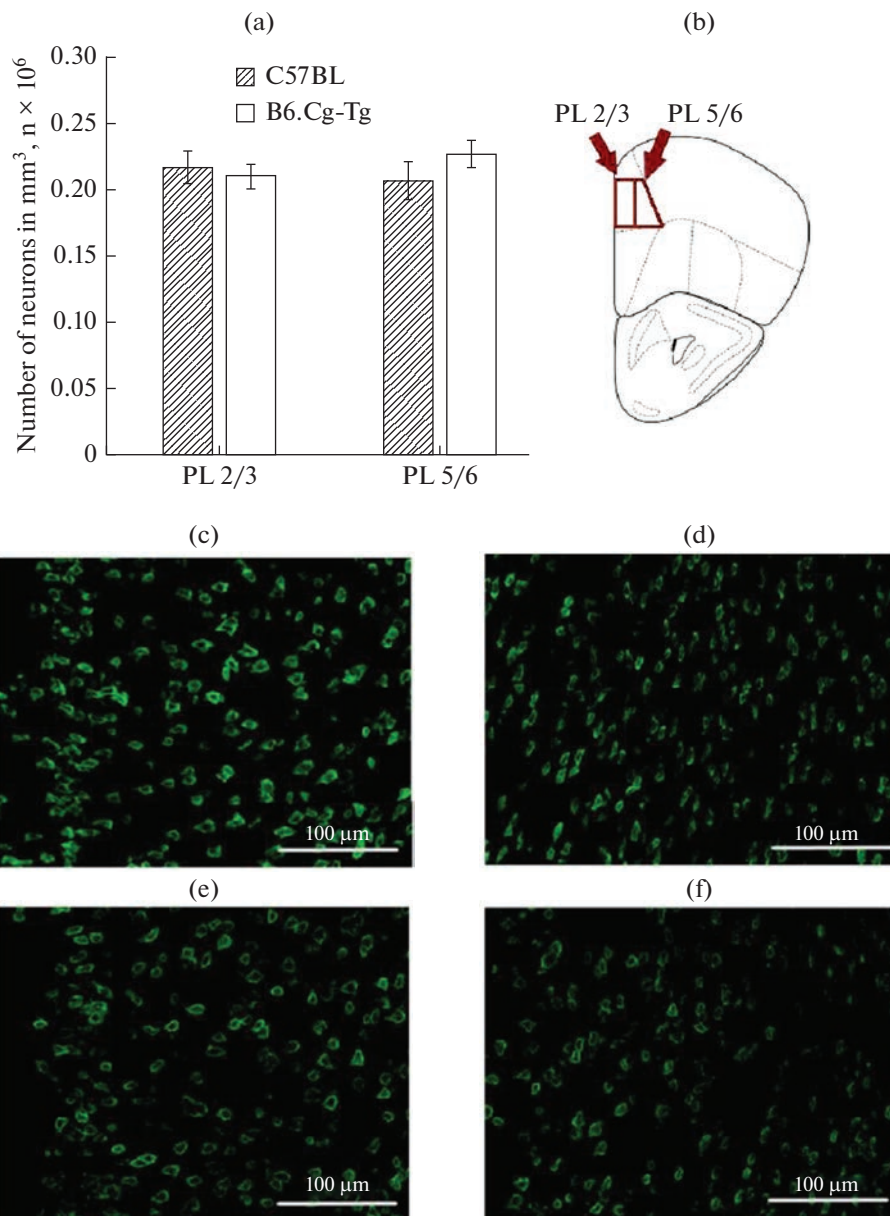 (a)
Number of neurons in mm³, n × 10⁶
0.30
0.25
0.20
0.15
0.10
0.05
0
C57BL
B6.Cg-Tg
PL 2/3
PL 5/6
(b)
PL 2/3
PL 5/6
(c)
100 µm
(d)
100 µm
(e)
100 µm
(f)
100 µm